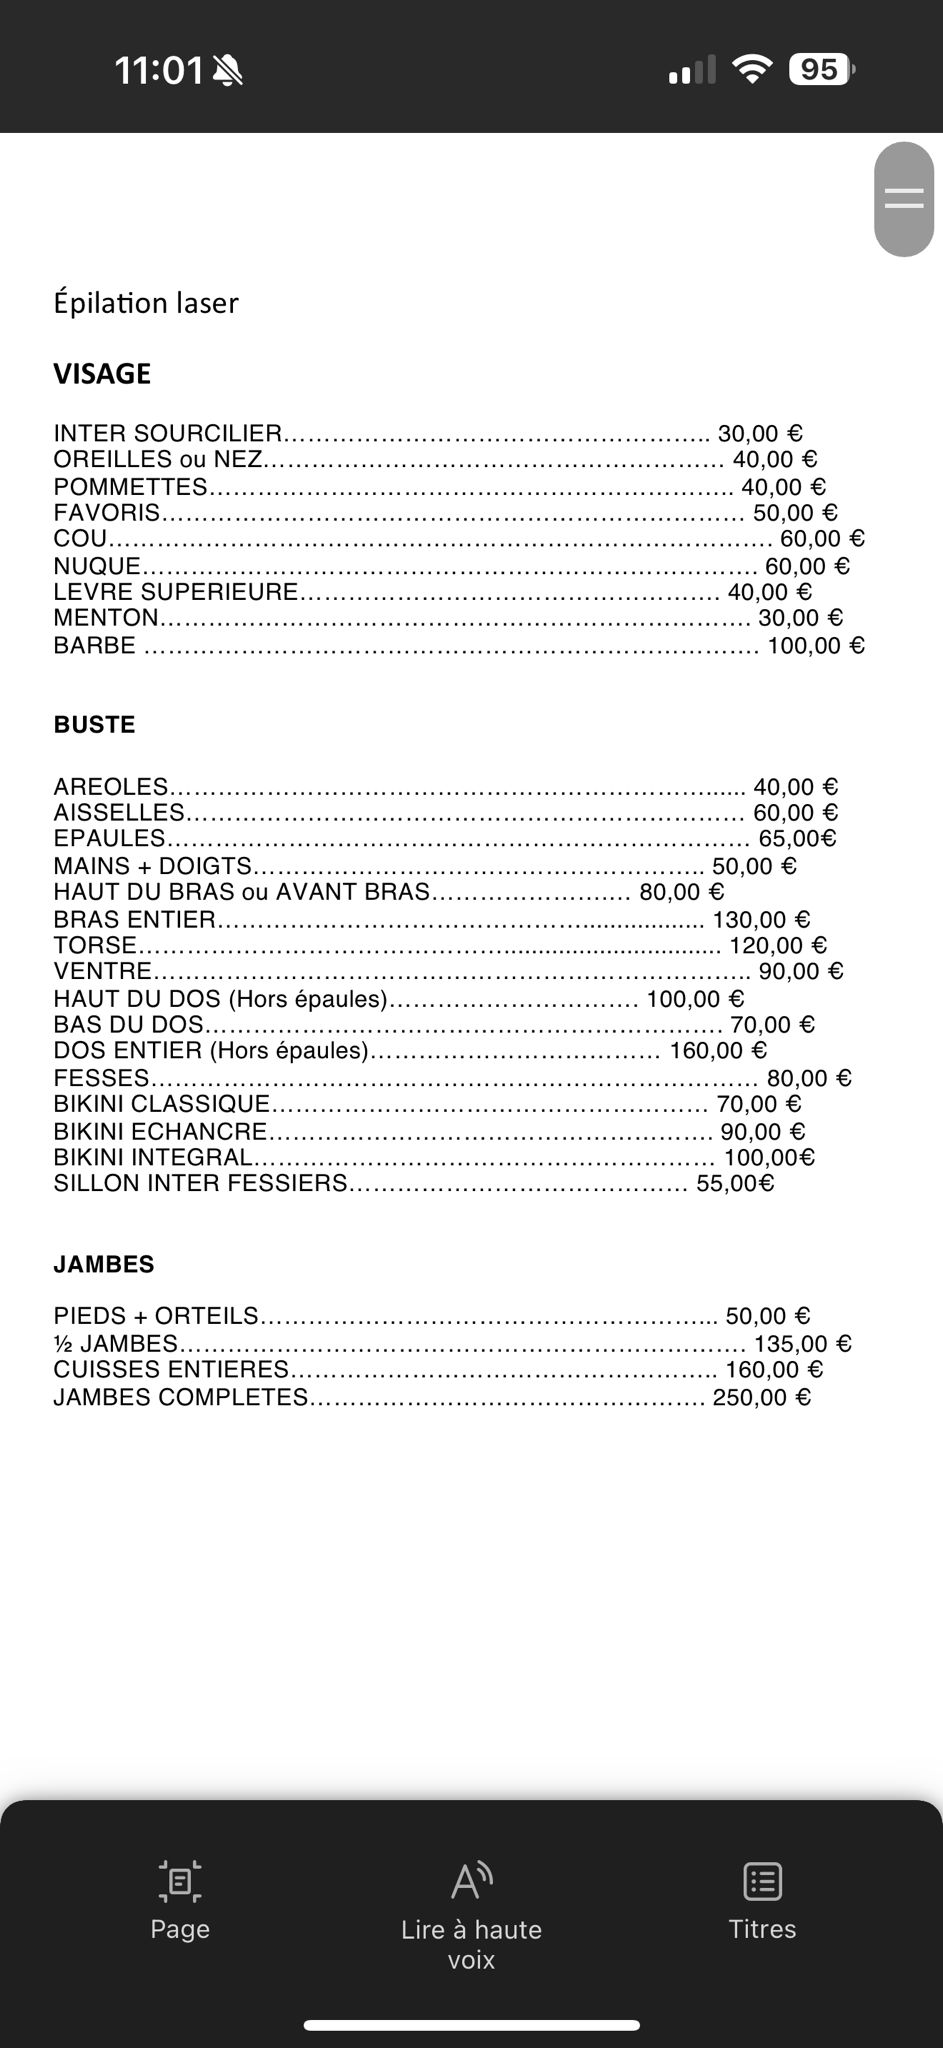 11:01
95
Épilation laser
VISAGE
INTER SOURCILIER…………………………………………….. 30,00 €
OREILLES ou NEZ………………………………………………… 40,00 €
POMMETTES……………………………………………………….. 40,00 €
FAVORIS……………………………………………………………… 50,00 €
COU……………………………………………………………………… 60,00 €
NUQUE…………………………………………………………………. 60,00 €
LEVRE SUPERIEURE……………………………………………. 40,00 €
MENTON………………………………………………………………. 30,00 €
BARBE …………………………………………………………………. 100,00 €
BUSTE
AREOLES…………………………………………………………...... 40,00 €
AISSELLES…………………………………………………………… 60,00 €
EPAULES……………………………………………………………… 65,00€
MAINS + DOIGTS……………………………………………….. 50,00 €
HAUT DU BRAS ou AVANT BRAS……………………. 80,00 €
BRAS ENTIER……………………………………….................. 130,00 €
TORSE………………………………………............................. 120,00 €
VENTRE……………………………………………………………….. 90,00 €
HAUT DU DOS (Hors épaules)…………………………. 100,00 €
BAS DU DOS………………………………………………………. 70,00 €
DOS ENTIER (Hors épaules)……………………………… 160,00 €
FESSES…………………………………………………………………. 80,00 €
BIKINI CLASSIQUE……………………………………………… 70,00 €
BIKINI ECHANCRE………………………………………………. 90,00 €
BIKINI INTEGRAL………………………………………………… 100,00€
SILLON INTER FESSIERS…………………………………… 55,00€
JAMBES
PIEDS + ORTEILS………………………………………………... 50,00 €
½ JAMBES……………………………………………………………. 135,00 €
CUISSES ENTIERES…………………………………………….. 160,00 €
JAMBES COMPLETES…………………………………………. 250,00 €
Page
Lire à haute
voix
Titres